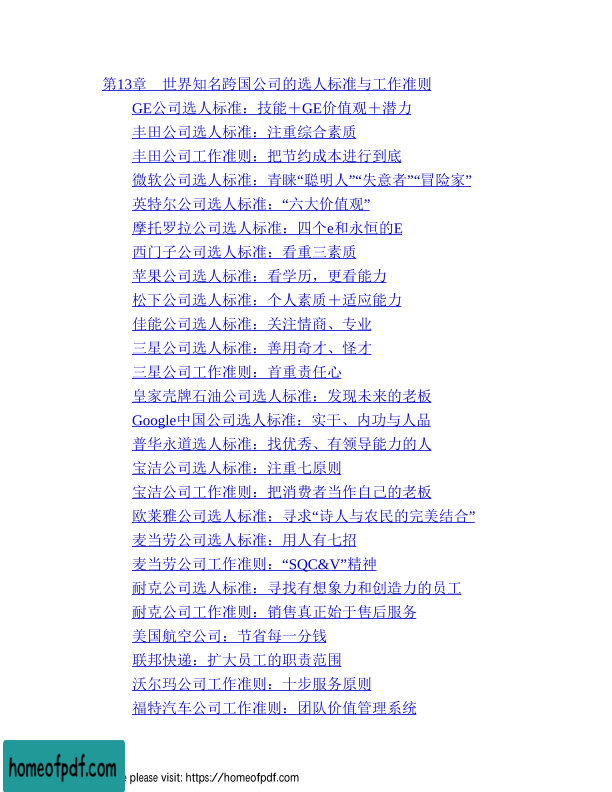 第13章　世界知名跨国公司的选人标准与工作准则
GE公司选人标准：技能＋GE价值观＋潜力
丰田公司选人标准：注重综合素质
丰田公司工作准则：把节约成本进行到底
微软公司选人标准：青睐“聪明人”“失意者”“冒险家”
英特尔公司选人标准：“六大价值观”
摩托罗拉公司选人标准：四个e和永恒的E
西门子公司选人标准：看重三素质
苹果公司选人标准：看学历，更看能力
松下公司选人标准：个人素质＋适应能力
佳能公司选人标准：关注情商、专业
三星公司选人标准：善用奇才、怪才
三星公司工作准则：首重责任心
皇家壳牌石油公司选人标准：发现未来的老板
Google中国公司选人标准：实干、内功与人品
普华永道选人标准：找优秀、有领导能力的人
宝洁公司选人标准：注重七原则
宝洁公司工作准则：把消费者当作自己的老板
欧莱雅公司选人标准：寻求“诗人与农民的完美结合”
麦当劳公司选人标准：用人有七招
麦当劳公司工作准则：“SQC&V”精神
耐克公司选人标准：寻找有想象力和创造力的员工
耐克公司工作准则：销售真正始于售后服务
美国航空公司：节省每一分钱
联邦快递：扩大员工的职责范围
沃尔玛公司工作准则：十步服务原则
福特汽车公司工作准则：团队价值管理系统
homeofpdf.com
please visit: https://homeofpdf.com